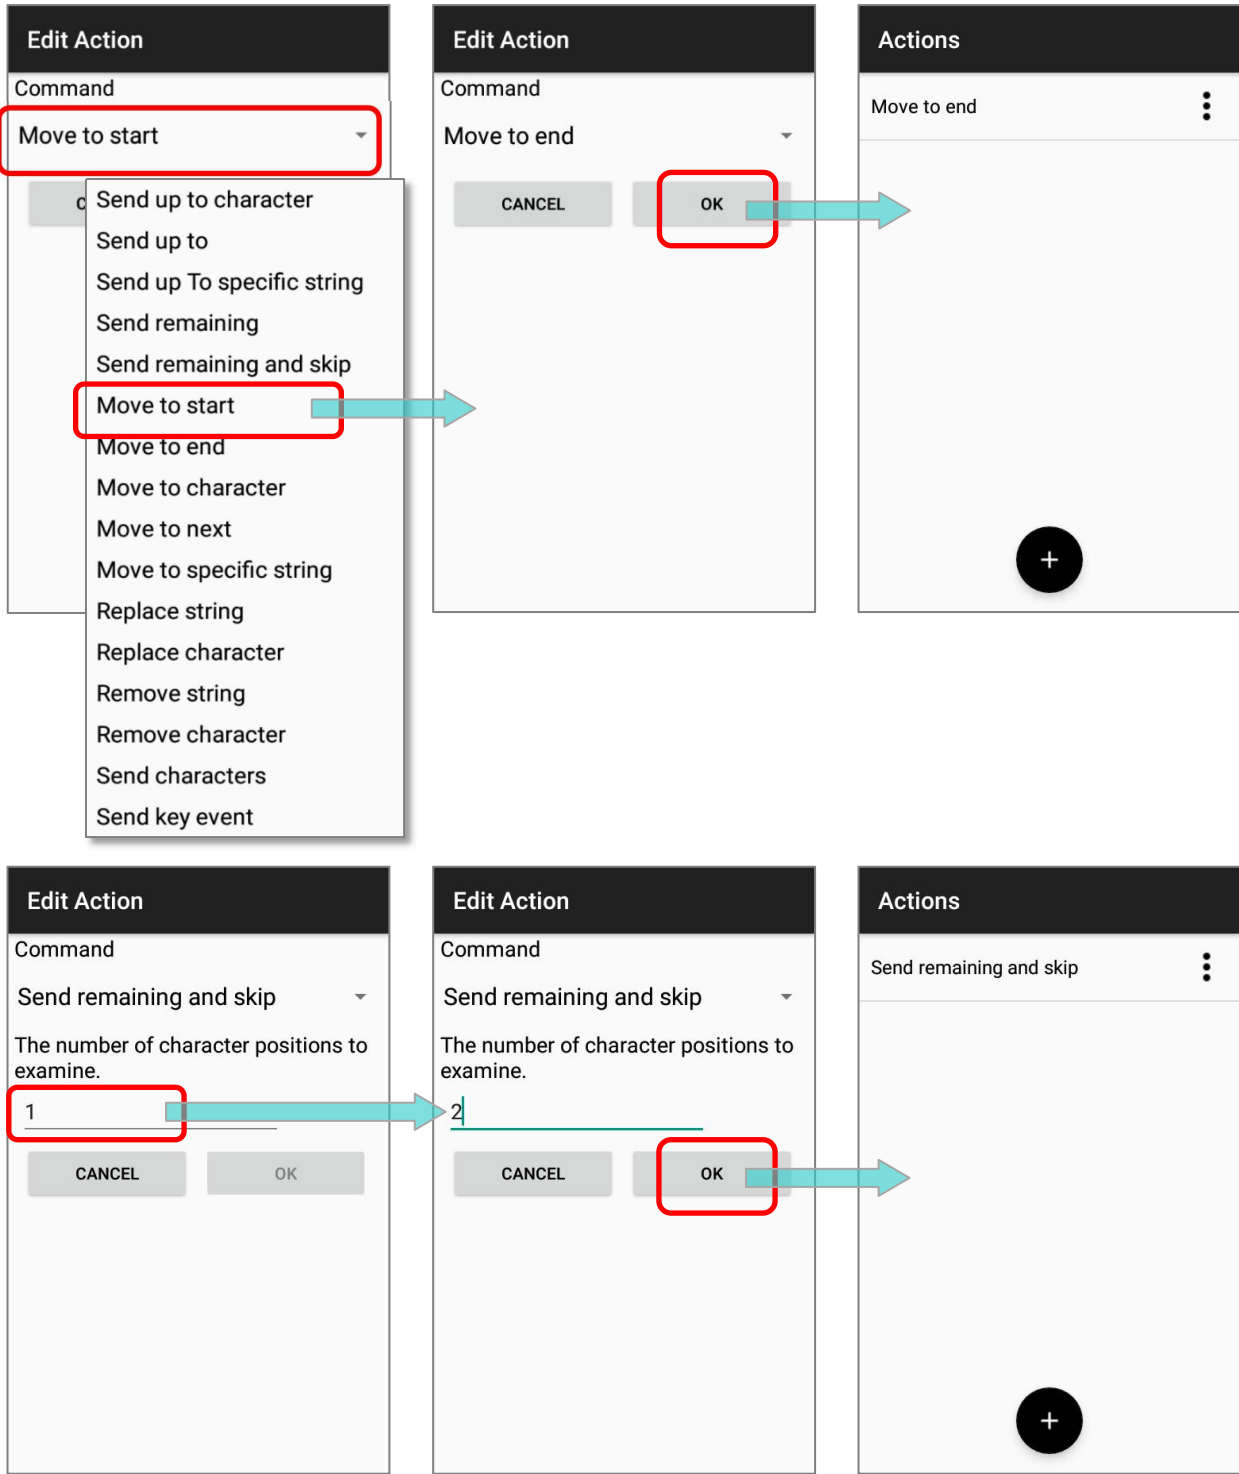 Edit Action
Command
Move to start
C
Send up to character
Send up to
Send up To specific string
Send remaining
Send remaining and skip
Move to start
Move to end
Move to character
Move to next
Move to specific string
Replace string
Replace character
Remove string
Remove character
Send characters
Send key event
Edit Action
Command
Move to end
CANCEL
OK
Actions
Move to end
+
Edit Action
Command
Send remaining and skip
The number of character positions to
examine.
1
CANCEL
OK
Edit Action
Command
Send remaining and skip
The number of character positions to
examine.
2
CANCEL
OK
Actions
Send remaining and skip
+